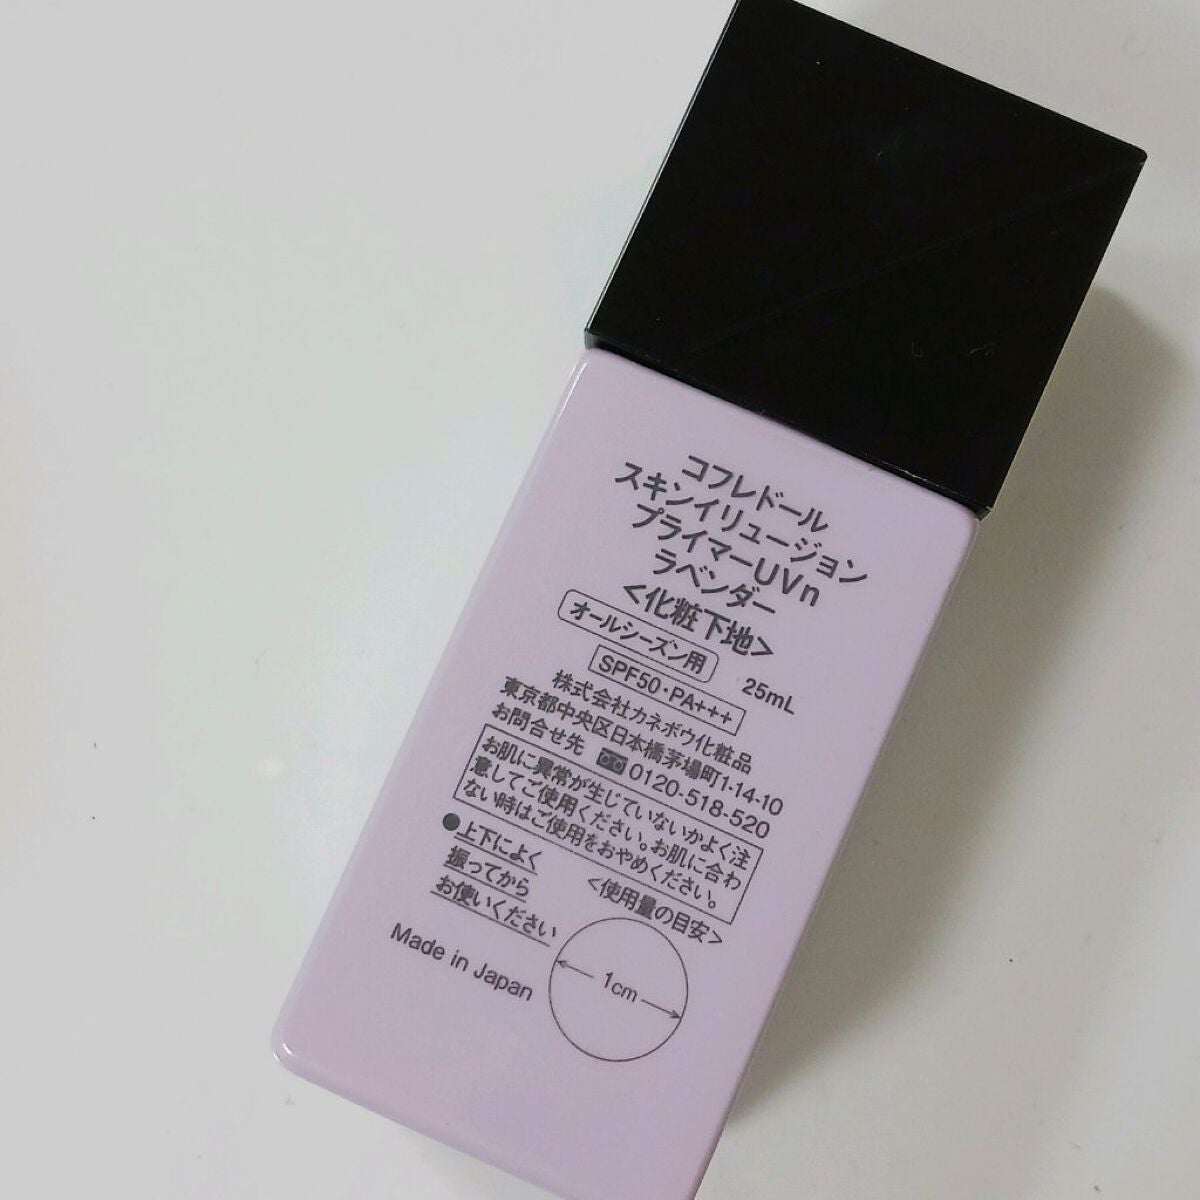 コフレドール
スキンイリュージョン
プライマーUVn
ラベンダー
<化粧下地>
オールシーズン用
25mL
SPF50・PA+++
株式会社カネボウ化粧品
東京都中央区日本橋茅場町1-14-10
お問合せ先 0120-518-520
お肌に異常が生じていないかよく注
意してご使用ください。お肌に合わ
ない時はご使用をおやめください。
●上下によく
振ってから
お使いください
<使用量の目安>
1cm
Made in Japan